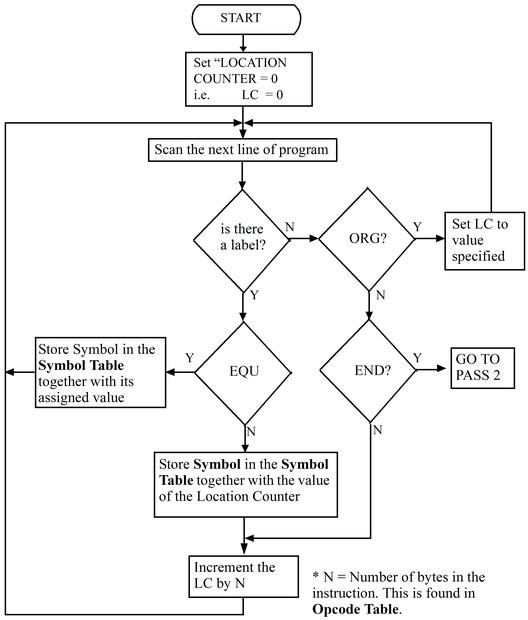 START
Set “LOCATION
COUNTER = 0
i.e. LC = 0
Scan the next line of program
is there
a label?
N
ORG?
Y
Set LC to
value
specified
Y
N
Store Symbol in the
Symbol Table
together with its
assigned value
Y
EQU
END?
Y
GO TO
PASS 2
N
N
Store Symbol in the Symbol
Table together with the value
of the Location Counter
Increment the
LC by N
* N = Number of bytes in the
instruction. This is found in
Opcode Table.